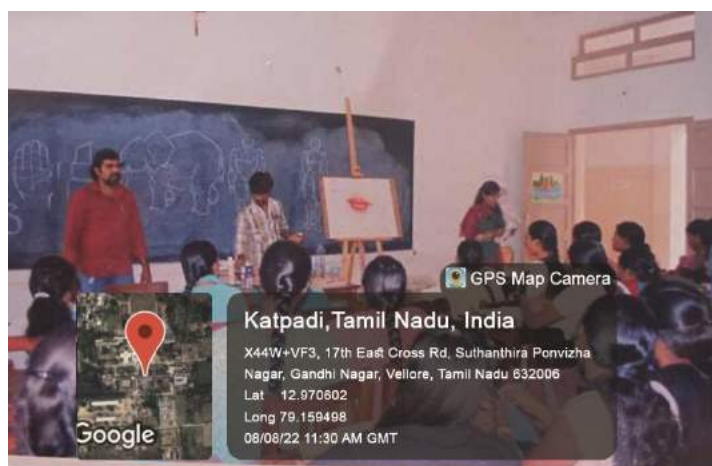 GPS Map Camera
Katpadi,Tamil Nadu, India
X44W+VF3, 17th East Cross Rd, Suthanthira Ponvizha
Nagar, Gandhi Nagar, Vellore, Tamil Nadu 632006
Lat 12.970602
Long 79.159498
08/08/22 11:30 AM GMT
Google